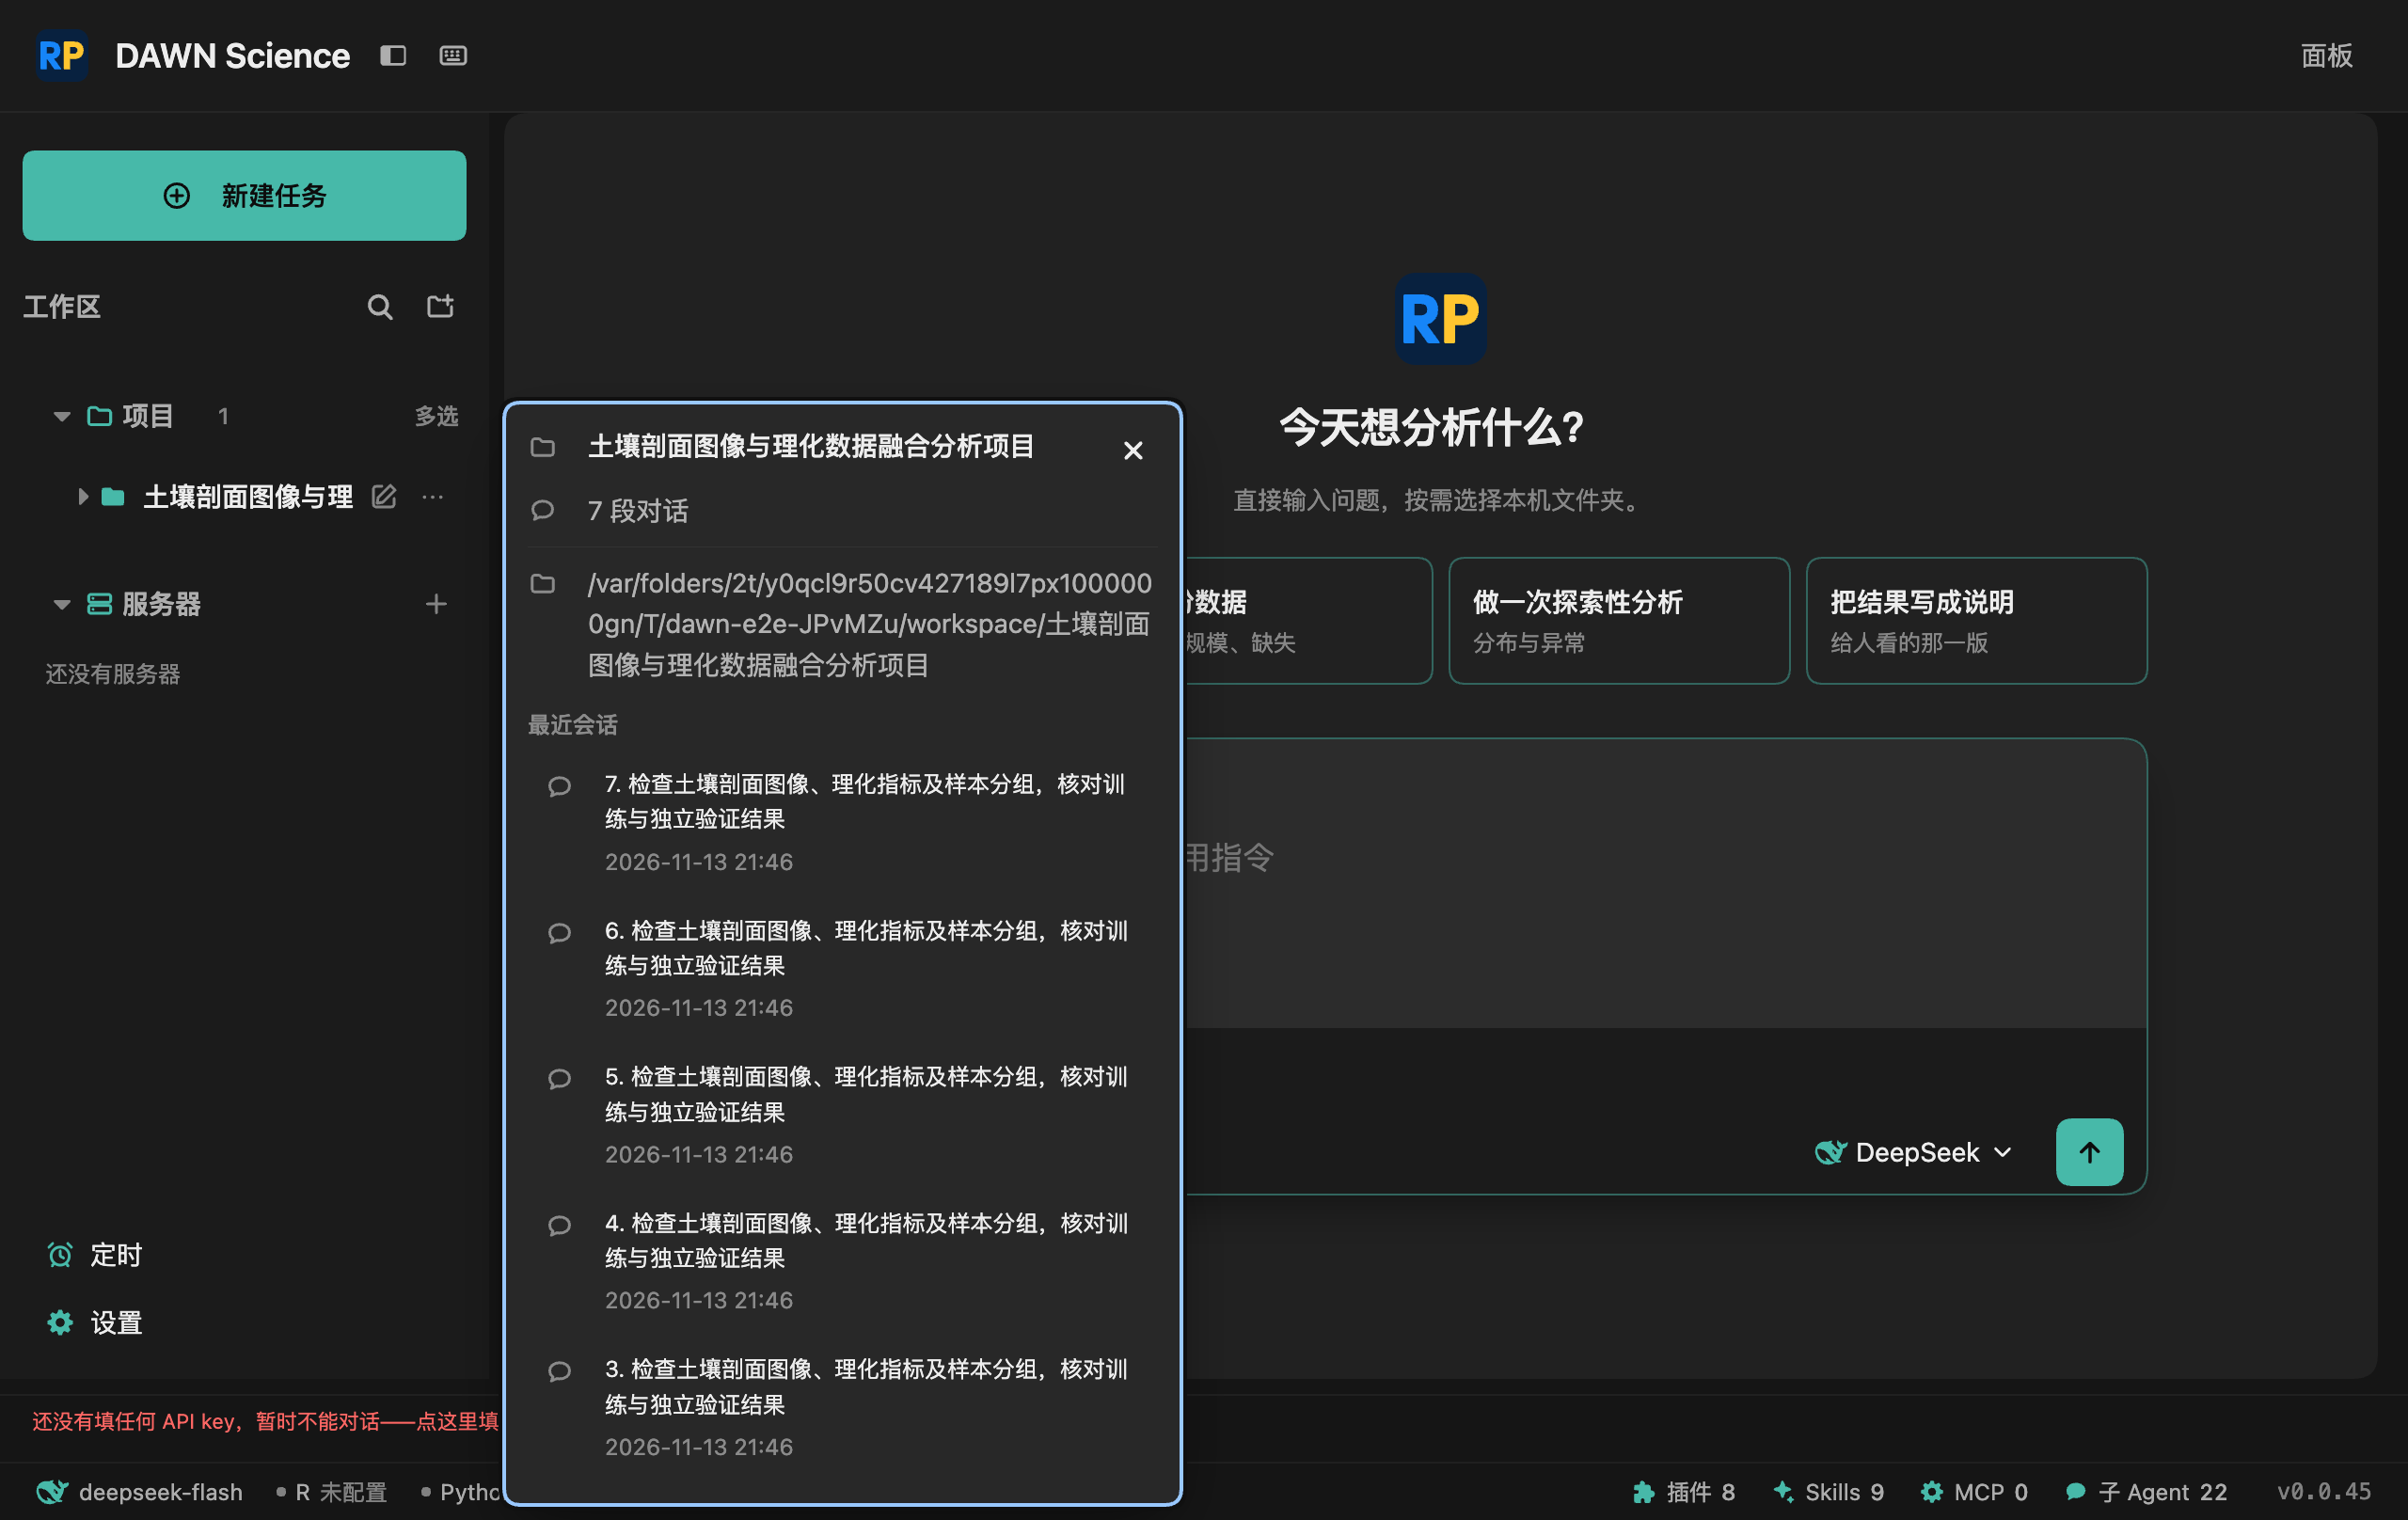 RP DAWN Science
面板
新建任务
工作区
项目 1 多选
土壤剖面图像与理 ...
服务器
还没有服务器
定时
设置
土壤剖面图像与理化数据融合分析项目
7 段对话
/var/folders/2t/y0qcl9r50cv427189l7px100000
0gn/T/dawn-e2e-JPvMZu/workspace/土壤剖面
图像与理化数据融合分析项目
最近会话
7. 检查土壤剖面图像、理化指标及样本分组，核对训
练与独立验证结果
2026-11-13 21:46
6. 检查土壤剖面图像、理化指标及样本分组，核对训
练与独立验证结果
2026-11-13 21:46
5. 检查土壤剖面图像、理化指标及样本分组，核对训
练与独立验证结果
2026-11-13 21:46
4. 检查土壤剖面图像、理化指标及样本分组，核对训
练与独立验证结果
2026-11-13 21:46
3. 检查土壤剖面图像、理化指标及样本分组，核对训
练与独立验证结果
2026-11-13 21:46
RP
今天想分析什么？
直接输入问题，按需选择本机文件夹。
数据
规模、缺失
做一次探索性分析
分布与异常
把结果写成说明
给人看的那一版
用指令
DeepSeek
还没有填任何 API key，暂时不能对话——点这里填
deepseek-flash R 未配置 Pytho
插件 8 Skills 9 MCP 0 子 Agent 22 v0.0.45